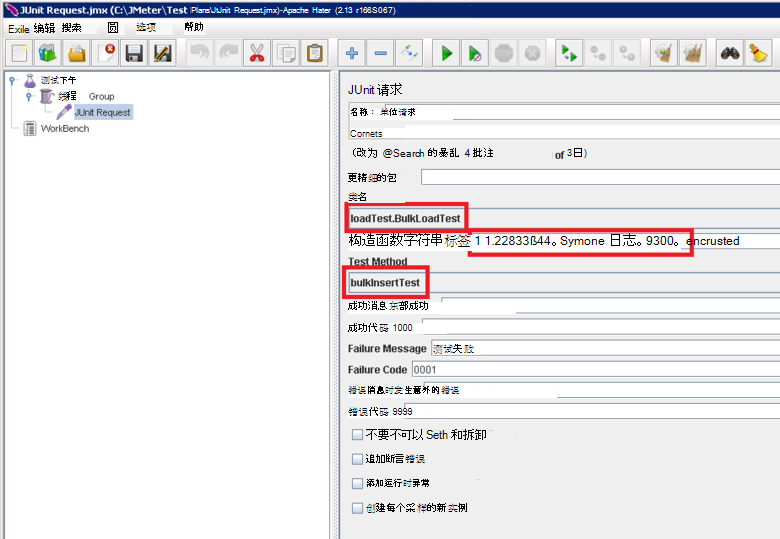 JUnit Request.jmx (C:\JMeter\Test Plans\JtJnit Request.jmx)-Apache Hater (2.13 r166S067)
Exile 编辑 搜索 圆 选项 帮助
测试下午
线程 Group
JUnit Request
WorkBench
JUnit 请求
名称： 单位请求
Cornets
(改为 @Search 的暴乱 4 批注 of 3日)
更精细的包
类名
loadTest.BulkLoadTest
构造函数字符串标签 1 1.22833ß44。Symone 日志。9300。encrusted
Test Method
bulkInsertTest
成功消息东部成功
成功代码 1000
Failure Message 测试失败
Failure Code 0001
错误消息时发生意外的错误
错误代码 9999
不要不可以 Seth 和拆卸
追加断言错误
添加运行时异常
创建每个采样的新实例